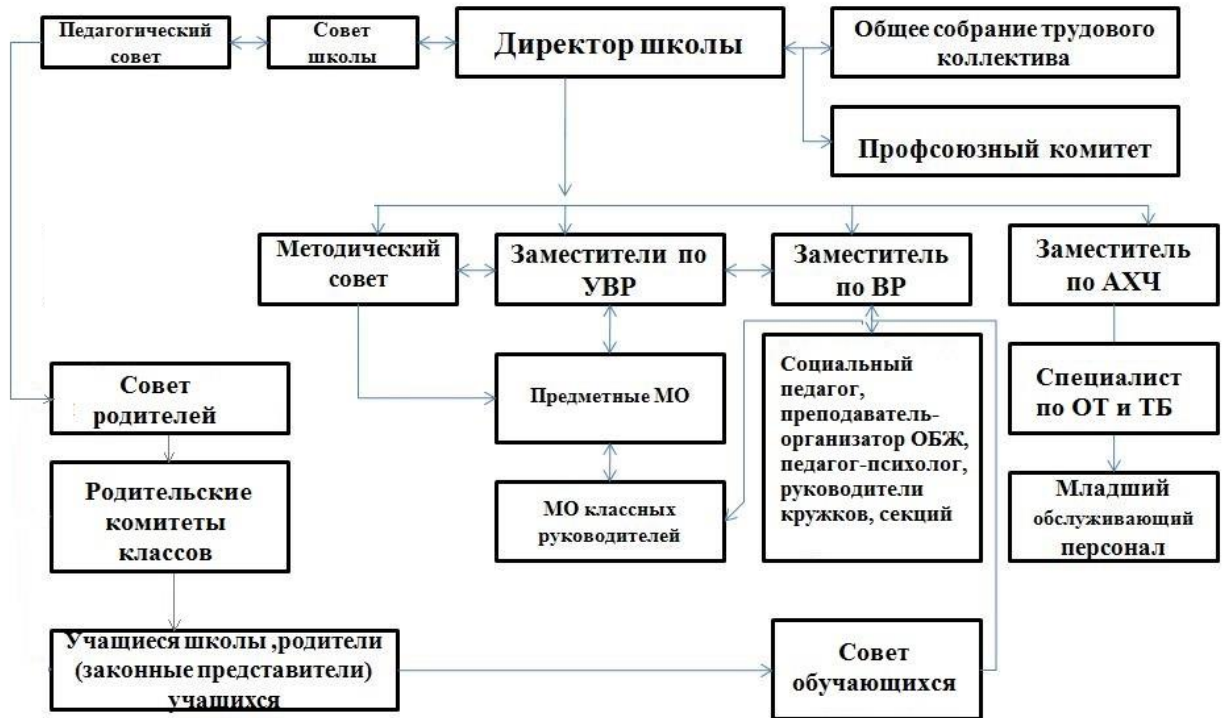 Педагогический
совет
Совет
школы
Директор школы
Общее собрание трудового
коллектива
Профсоюзный комитет
Методический
совет
Заместители по
УВР
Заместитель
по ВР
Заместитель
по АХЧ
Совет
родителей
Предметные МО
Социальный
педагог,
преподаватель-
организатор ОБЖ,
педагог-психолог,
руководители
кружков, секций
Специалист
по ОТ и ТБ
Родительские
комитеты
классов
МО классных
руководителей
Младший
обслуживающий
персонал
Учащиеся школы ,родители
(законные представители)
учащихся
Совет
обучающихся